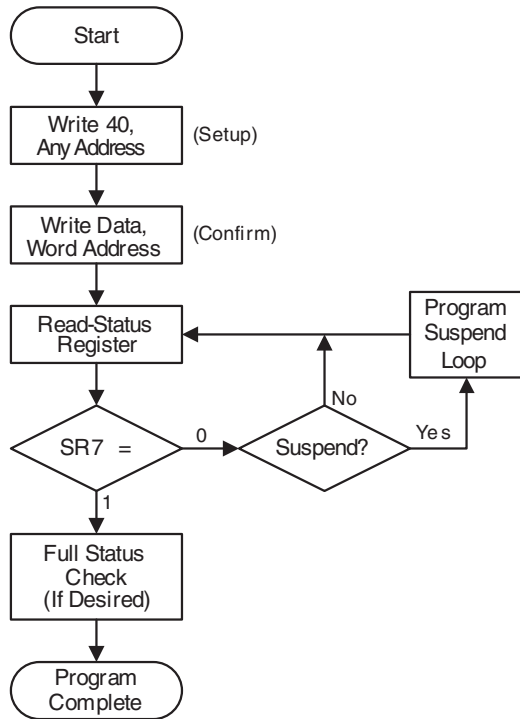 Start
Write 40,
Any Address
(Setup)
Write Data,
Word Address
(Confirm)
Read-Status
Register
Program
Suspend
Loop
No
SR7 =
0
Suspend?
Yes
1
Full Status
Check
(If Desired)
Program
Complete